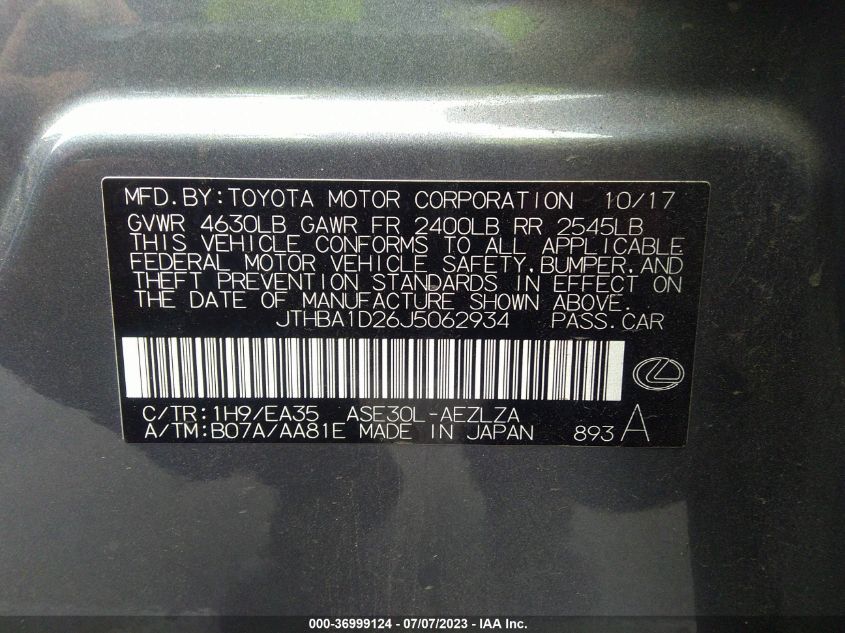 MFD.BY:TOYOTA MOTOR CORPORATION 10/17
GVWR 4630LB GAWR FR 2400LB RR 2545LB
THIS VEHICLE CONFORMS TO ALL APPLICABLE
FEDERAL MOTOR VEHICLE SAFETY,BUMPER,AND
THEFT PREVENTION STANDARDS IN EFFECT ON
THE DATE OF MANUFACTURE SHOWN ABOVE.
JTHBA1D26J5062934 PASS.CAR
C/TR:1H9/EA35 ASE30L-AEZLZA
A/TM:B07A/AA81E MADE IN JAPAN 893 A
000-36999124 - 07/07/2023 - IAA Inc.